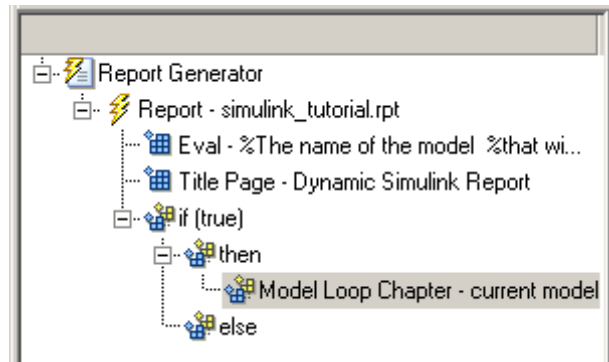 Report Generator
Report - simulink_tutorial.rpt
Eval - %The name of the model %that wi...
Title Page - Dynamic Simulink Report
if (true)
then
Model Loop Chapter - current model
else